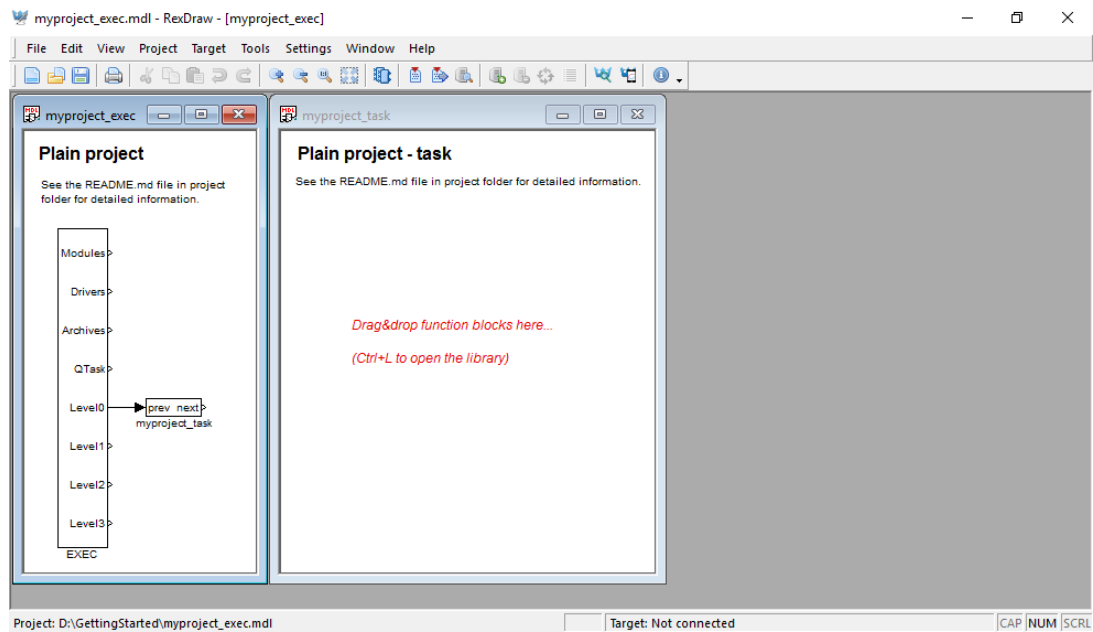 myproject_exec.mdl - RexDraw - [myproject_exec]
File Edit View Project Target Tools Settings Window Help
myproject_exec
myproject_task
Plain project
See the README.md file in project
folder for detailed information.
Modules
Drivers
Archives
QTask
Level0
prev next
myproject_task
Level1
Level2
Level3
EXEC
Plain project - task
See the README.md file in project folder for detailed information.
Drag&drop function blocks here...
(Ctrl+L to open the library)
Project: D:\GettingStarted\myproject_exec.mdl
Target: Not connected
CAP NUM SCRL